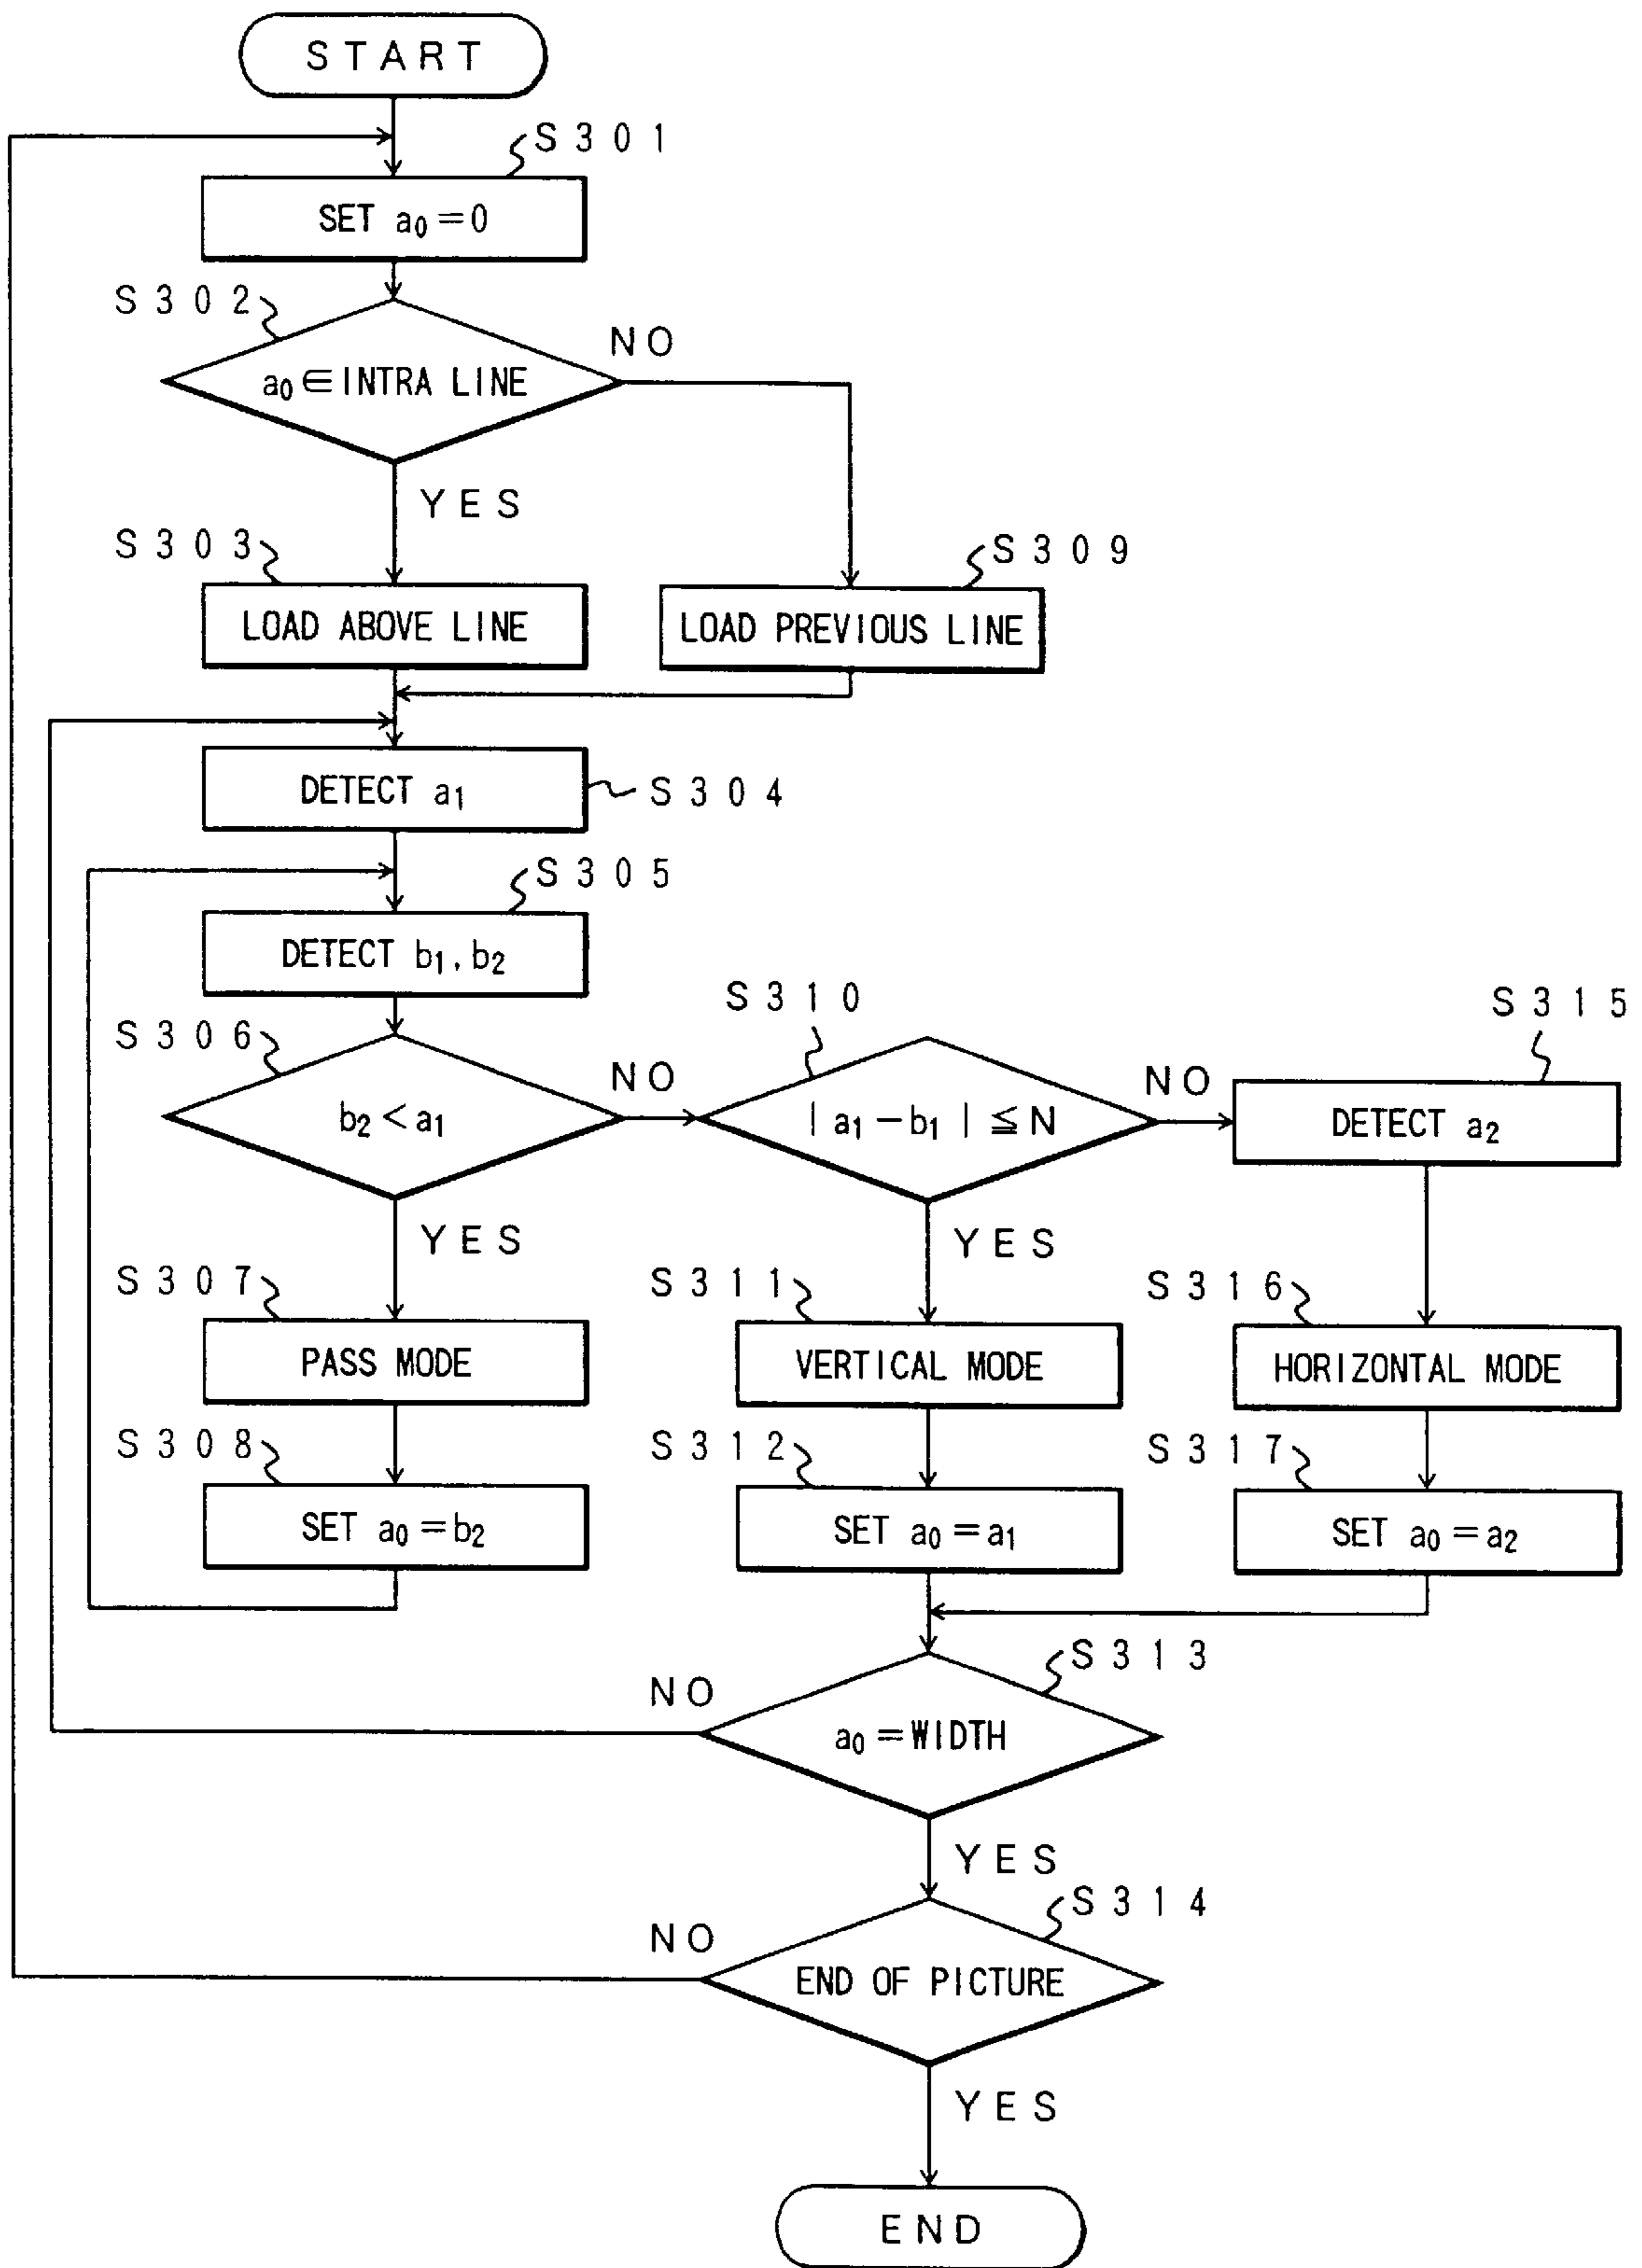 START
S301
SET a₀=0
S302
NO
a₀∈INTRA LINE
YES
S303
S309
LOAD ABOVE LINE
LOAD PREVIOUS LINE
DETECT a₁
S304
S305
DETECT b₁, b₂
S310
S315
S306
NO
NO
b₂<a₁
|a₁−b₁|≦N
DETECT a₂
YES
YES
S307
S311
S316
PASS MODE
VERTICAL MODE
HORIZONTAL MODE
S308
S312
S317
SET a₀=b₂
SET a₀=a₁
SET a₀=a₂
S313
NO
a₀=WIDTH
YES
S314
NO
END OF PICTURE
YES
END